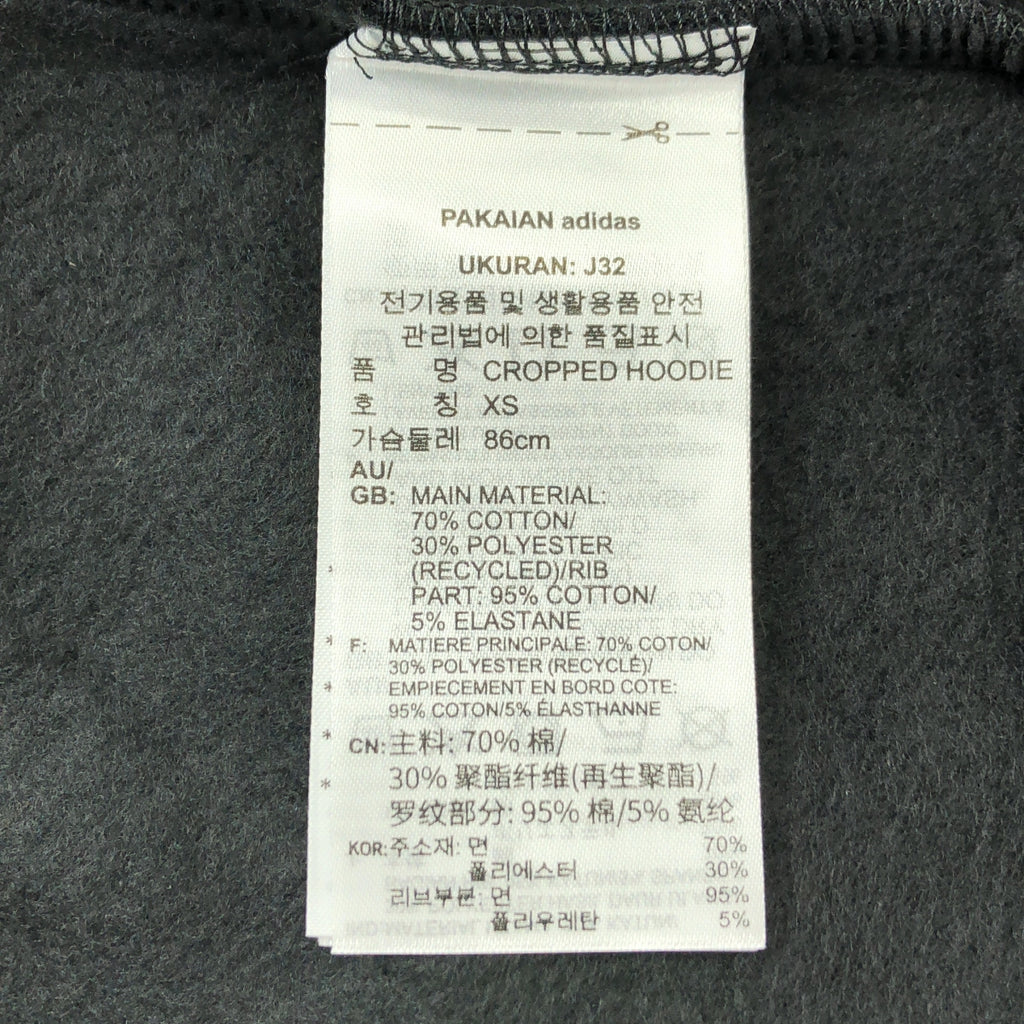 PAKAIAN adidas
UKURAN: J32
전기용품 및 생활용품 안전
관리법에 의한 품질표시
품 명 CROPPED HOODIE
호 칭 XS
가슴둘레 86cm
AU/
GB: MAIN MATERIAL:
70% COTTON/
30% POLYESTER
(RECYCLED)/RIB
PART: 95% COTTON/
5% ELASTANE
* F: MATIERE PRINCIPALE: 70% COTON/
30% POLYESTER (RECYCLÉ)/
* EMPIECEMENT EN BORD COTE:
95% COTON/5% ÉLASTHANNE
* CN: 主料: 70% 棉/
* 30% 聚酯纤维(再生聚酯)/
罗纹部分: 95% 棉/5% 氨纶
KOR: 주소재: 면 70%
폴리에스터 30%
리브부분: 면 95%
폴리우레탄 5%